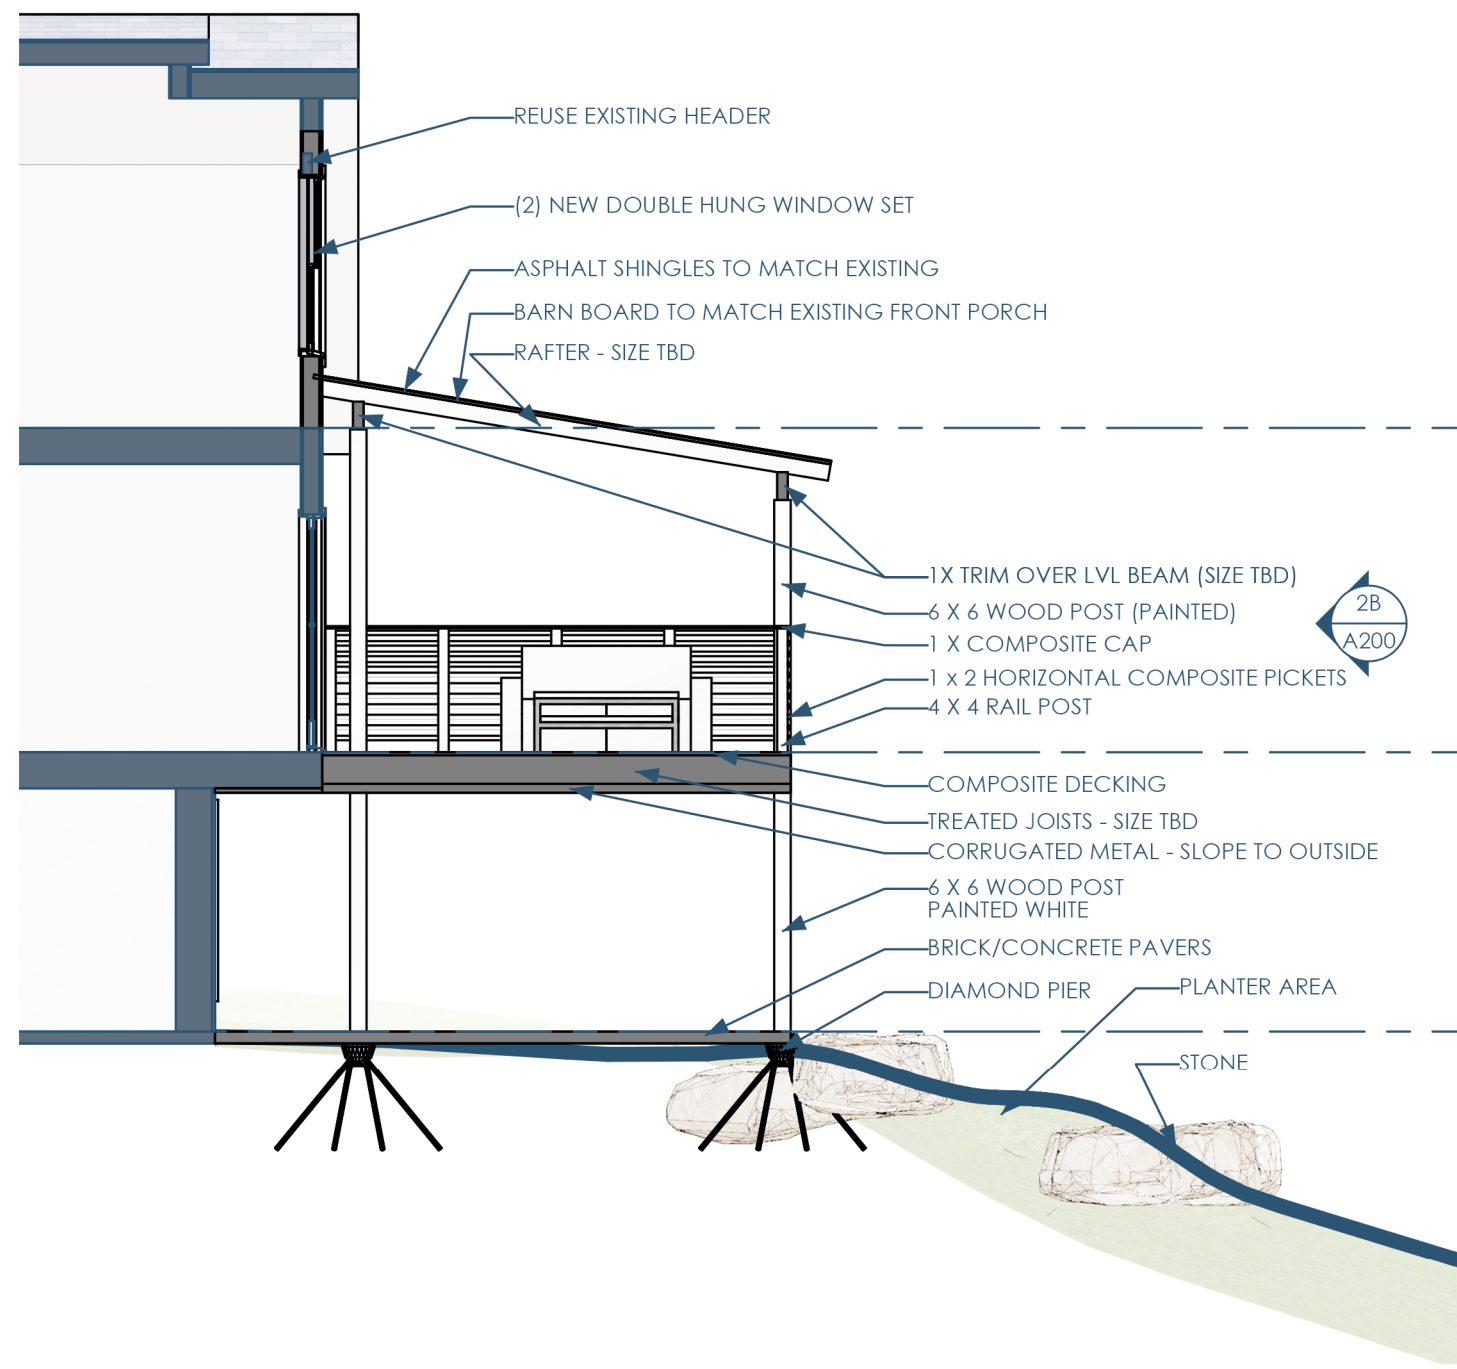 REUSE EXISTING HEADER
(2) NEW DOUBLE HUNG WINDOW SET
ASPHALT SHINGLES TO MATCH EXISTING
BARN BOARD TO MATCH EXISTING FRONT PORCH
RAFTER - SIZE TBD
1X TRIM OVER LVL BEAM (SIZE TBD)
6 X 6 WOOD POST (PAINTED)
1 X COMPOSITE CAP
1 x 2 HORIZONTAL COMPOSITE PICKETS
4 X 4 RAIL POST
2B
A200
COMPOSITE DECKING
TREATED JOISTS - SIZE TBD
CORRUGATED METAL - SLOPE TO OUTSIDE
6 X 6 WOOD POST
PAINTED WHITE
BRICK/CONCRETE PAVERS
DIAMOND PIER
PLANTER AREA
STONE